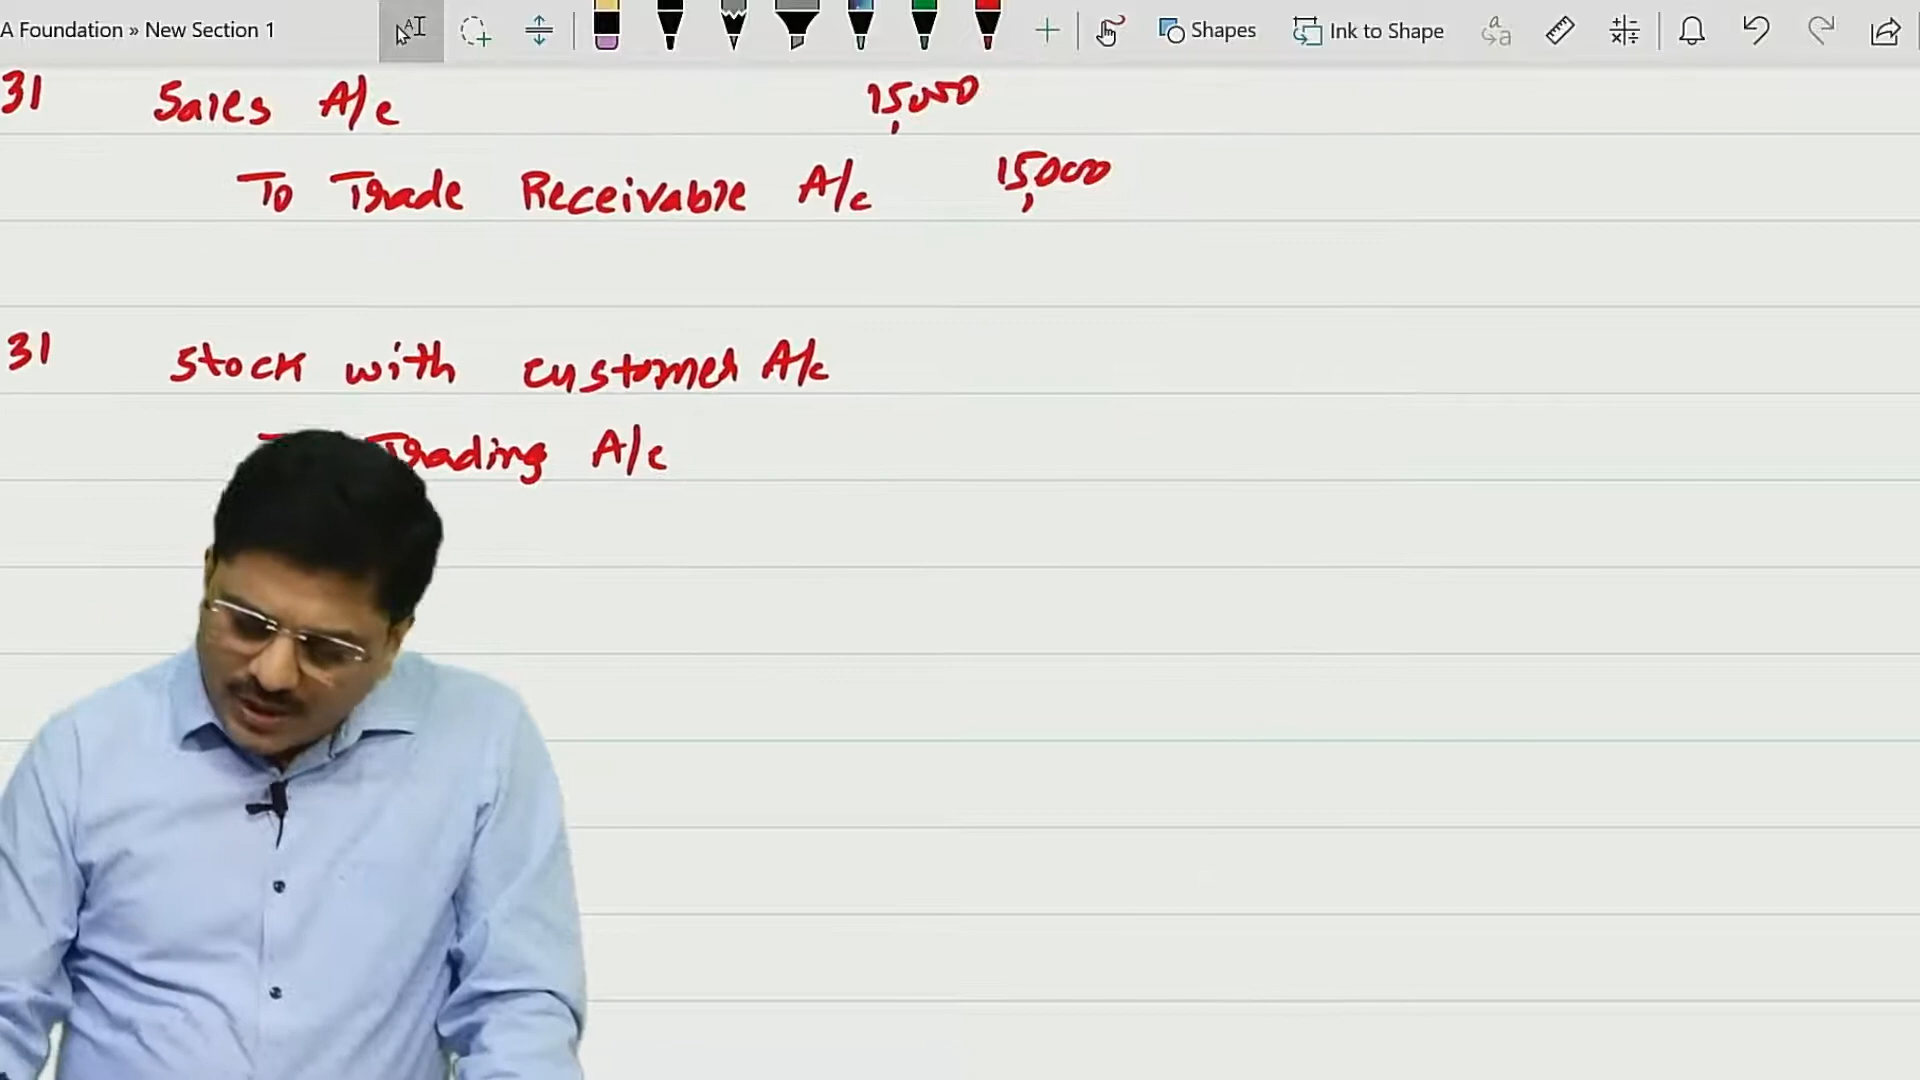 A Foundation » New Section 1
Shapes
Ink to Shape
31 Sales A/c 15,000
To Trade Receivable A/c 15,000
31 Stock with customer A/c
Trading A/c